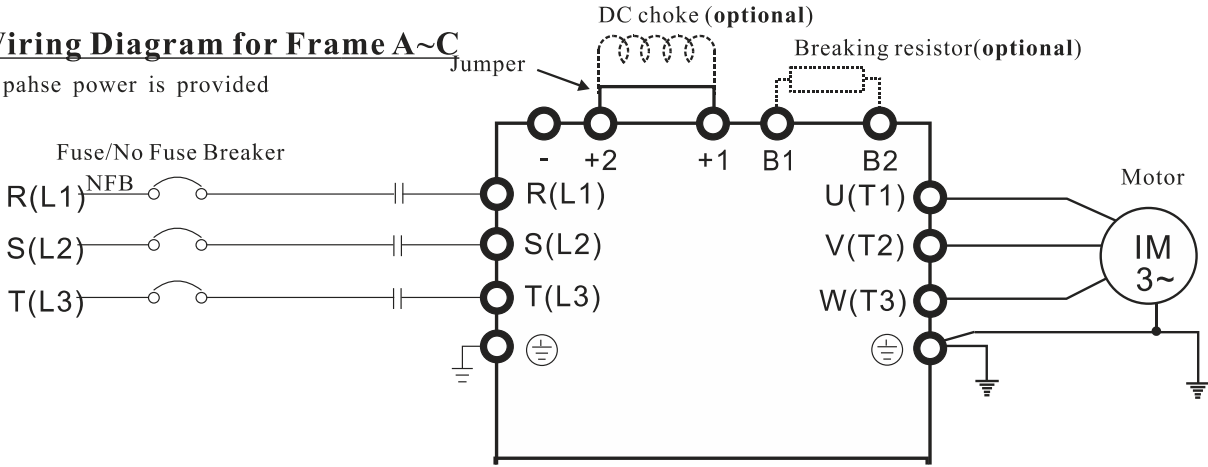 DC choke (optional)
Wiring Diagram for Frame A~C
Breaking resistor(optional)
Jumper
pahse power is provided
Fuse/No Fuse Breaker
- +2 +1 B1 B2
NFB
R(L1) R(L1) U(T1) Motor
S(L2) S(L2) V(T2) IM
3~
T(L3) T(L3) W(T3)